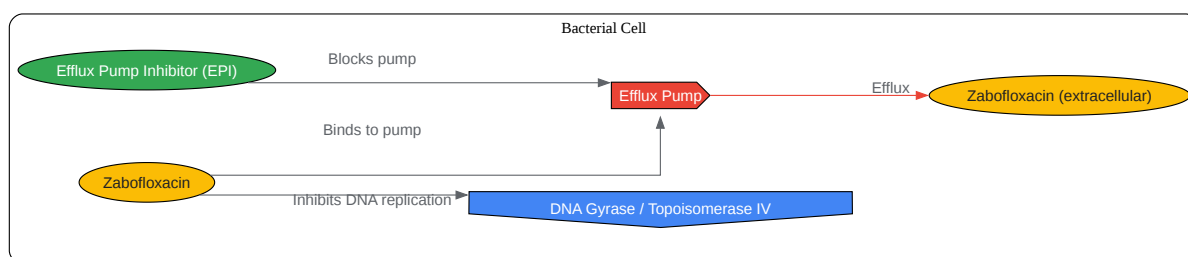 Bacterial Cell
Efflux Pump Inhibitor (EPI)
Blocks pump
Efflux Pump
Efflux
Zabofloxacin (extracellular)
Binds to pump
Zabofloxacin
Inhibits DNA replication
DNA Gyrase / Topoisomerase IV